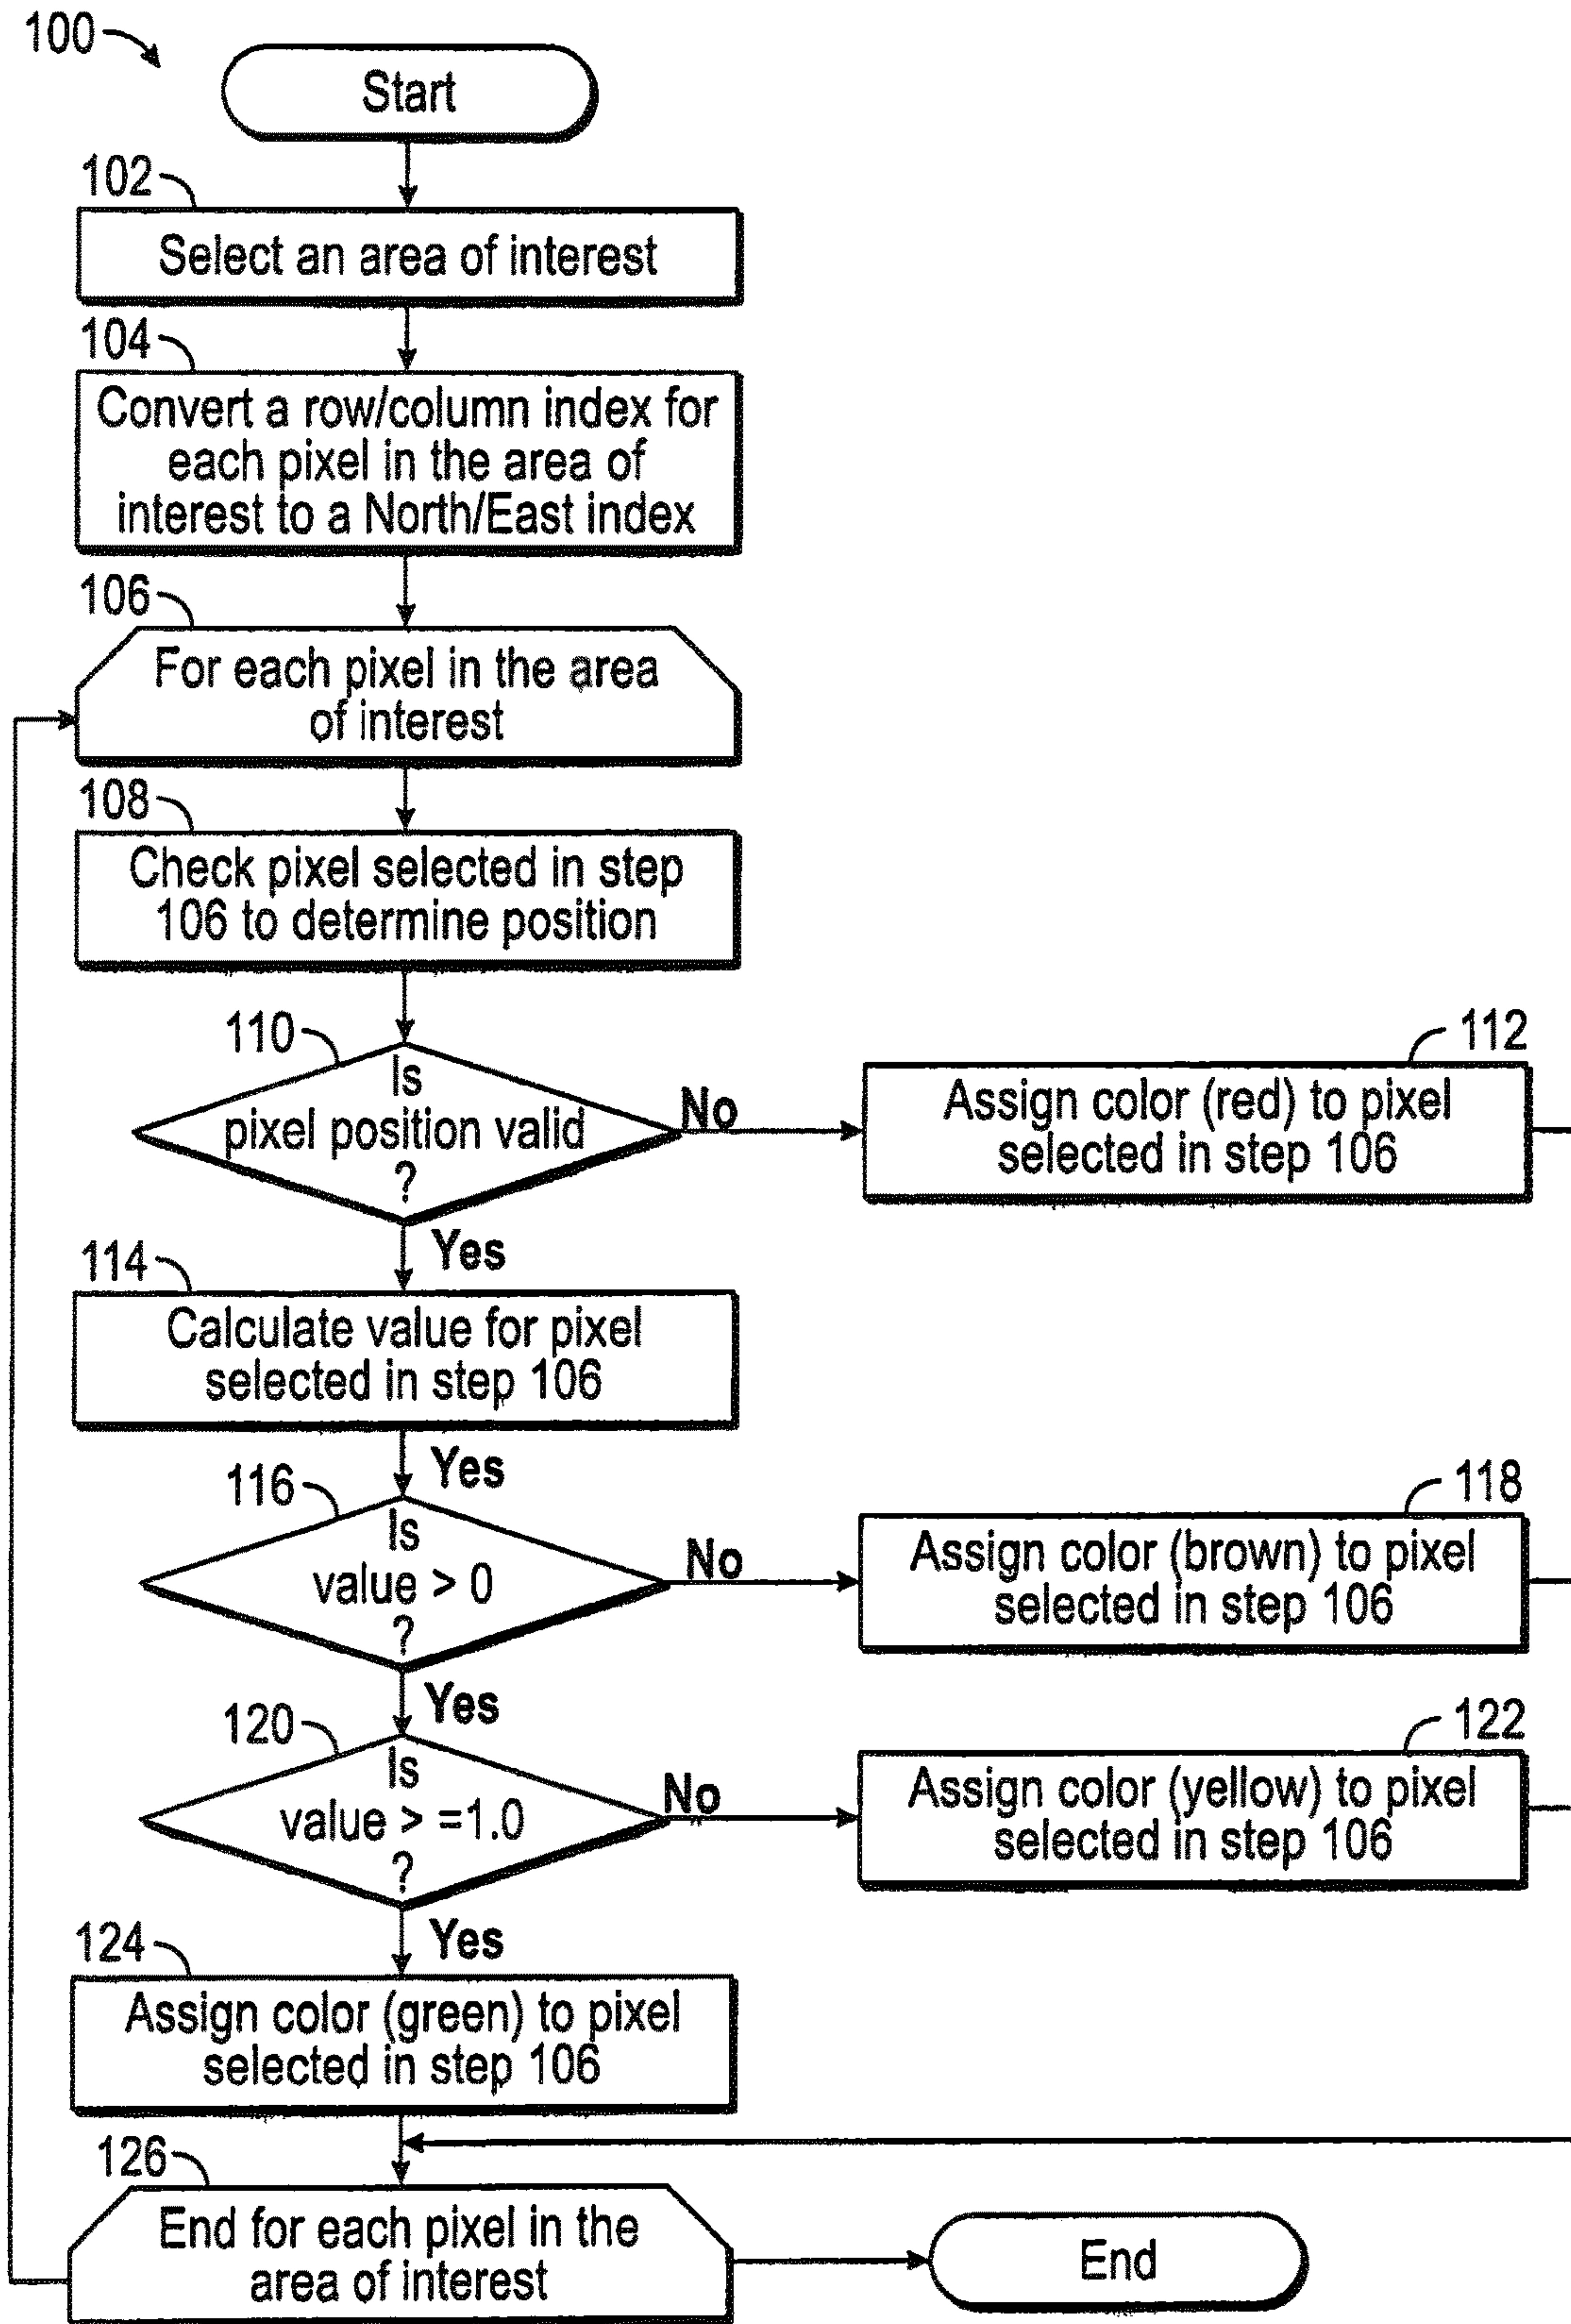 100
Start
102
Select an area of interest
104
Convert a row/column index for
each pixel in the area of
interest to a North/East index
106
For each pixel in the area
of interest
108
Check pixel selected in step
106 to determine position
110
Is
pixel position valid
?
No
112
Assign color (red) to pixel
selected in step 106
Yes
114
Calculate value for pixel
selected in step 106
Yes
116
Is
value > 0
?
No
118
Assign color (brown) to pixel
selected in step 106
Yes
120
Is
value > =1.0
?
No
122
Assign color (yellow) to pixel
selected in step 106
Yes
124
Assign color (green) to pixel
selected in step 106
126
End for each pixel in the
area of interest
End